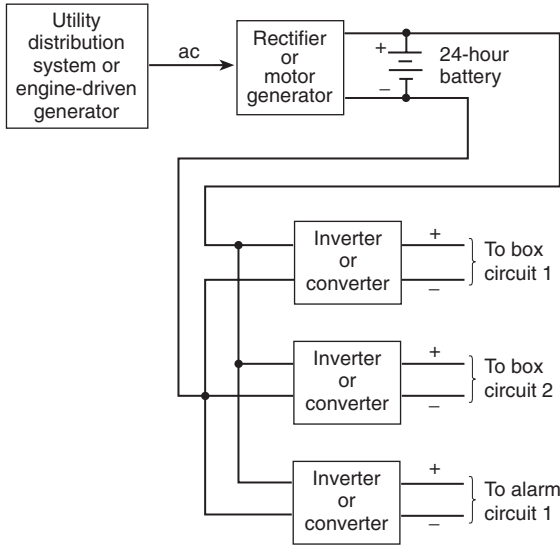 Utility
distribution
system or
engine-driven
generator
ac
Rectifier
or
motor
generator
+
–
24-hour
battery
Inverter
or
converter
+
–
To box
circuit 1
Inverter
or
converter
+
–
To box
circuit 2
Inverter
or
converter
+
–
To alarm
circuit 1